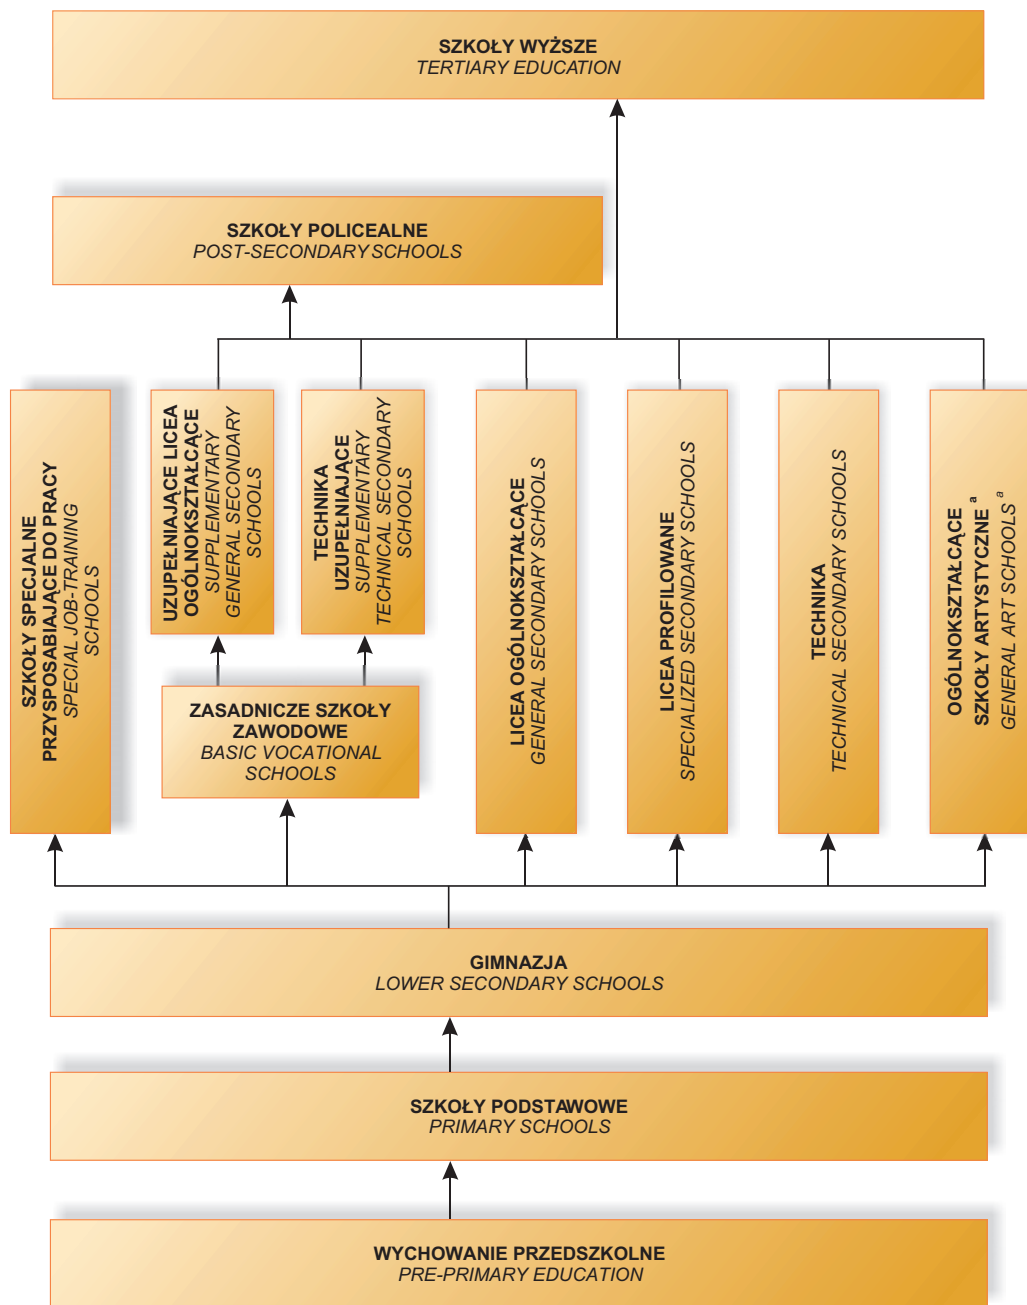 SZKOŁY WYŻSZE
TERTIARY EDUCATION
SZKOŁY POLICEALNE
POST-SECONDARY SCHOOLS
SZKOŁY SPECJALNE
PRZYSPOSABIAJĄCE DO PRACY
SPECIAL JOB-TRAINING
SCHOOLS
UZUPEŁNIAJĄCE LICEA
OGÓLNOKSZTAŁCĄCE
SUPPLEMENTARY
GENERAL SECONDARY
SCHOOLS
TECHNIKA
UZUPEŁNIAJĄCE
SUPPLEMENTARY
TECHNICAL SECONDARY
SCHOOLS
ZASADNICZE SZKOŁY
ZAWODOWE
BASIC VOCATIONAL
SCHOOLS
LICEA OGÓLNOKSZTAŁCĄCE
GENERAL SECONDARY SCHOOLS
LICEA PROFILOWANE
SPECIALIZED SECONDARY SCHOOLS
TECHNIKA
TECHNICAL SECONDARY SCHOOLS
OGÓLNOKSZTAŁCĄCE
SZKOŁY ARTYSTYCZNE a
GENERAL ART SCHOOLS a
GIMNAZJA
LOWER SECONDARY SCHOOLS
SZKOŁY PODSTAWOWE
PRIMARY SCHOOLS
WYCHOWANIE PRZEDSZKOLNE
PRE-PRIMARY EDUCATION